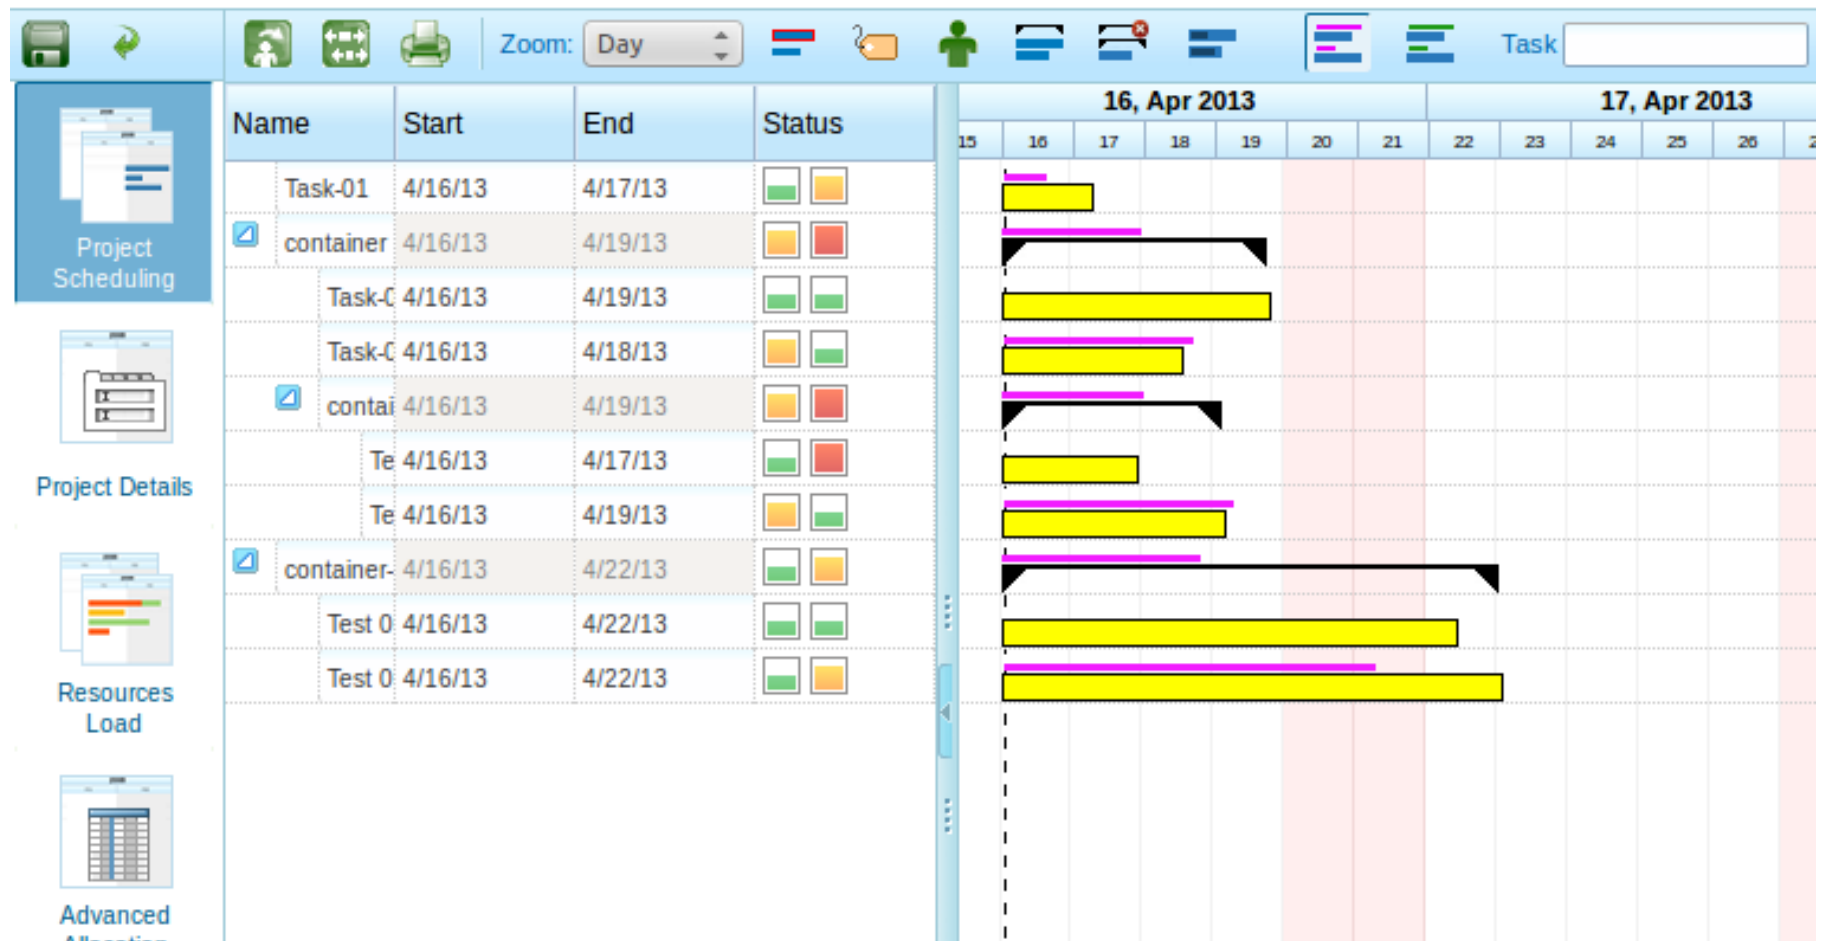 Zoom: Day Task
Name Start End Status
16, Apr 2013 17, Apr 2013
15 16 17 18 19 20 21 22 23 24 25 26 2
Task-01 4/16/13 4/17/13
container 4/16/13 4/19/13
Task-0 4/16/13 4/19/13
Task-0 4/16/13 4/18/13
contai 4/16/13 4/19/13
Te 4/16/13 4/17/13
Te 4/16/13 4/19/13
container- 4/16/13 4/22/13
Test 0 4/16/13 4/22/13
Test 0 4/16/13 4/22/13
Project
Scheduling
Project Details
Resources
Load
Advanced